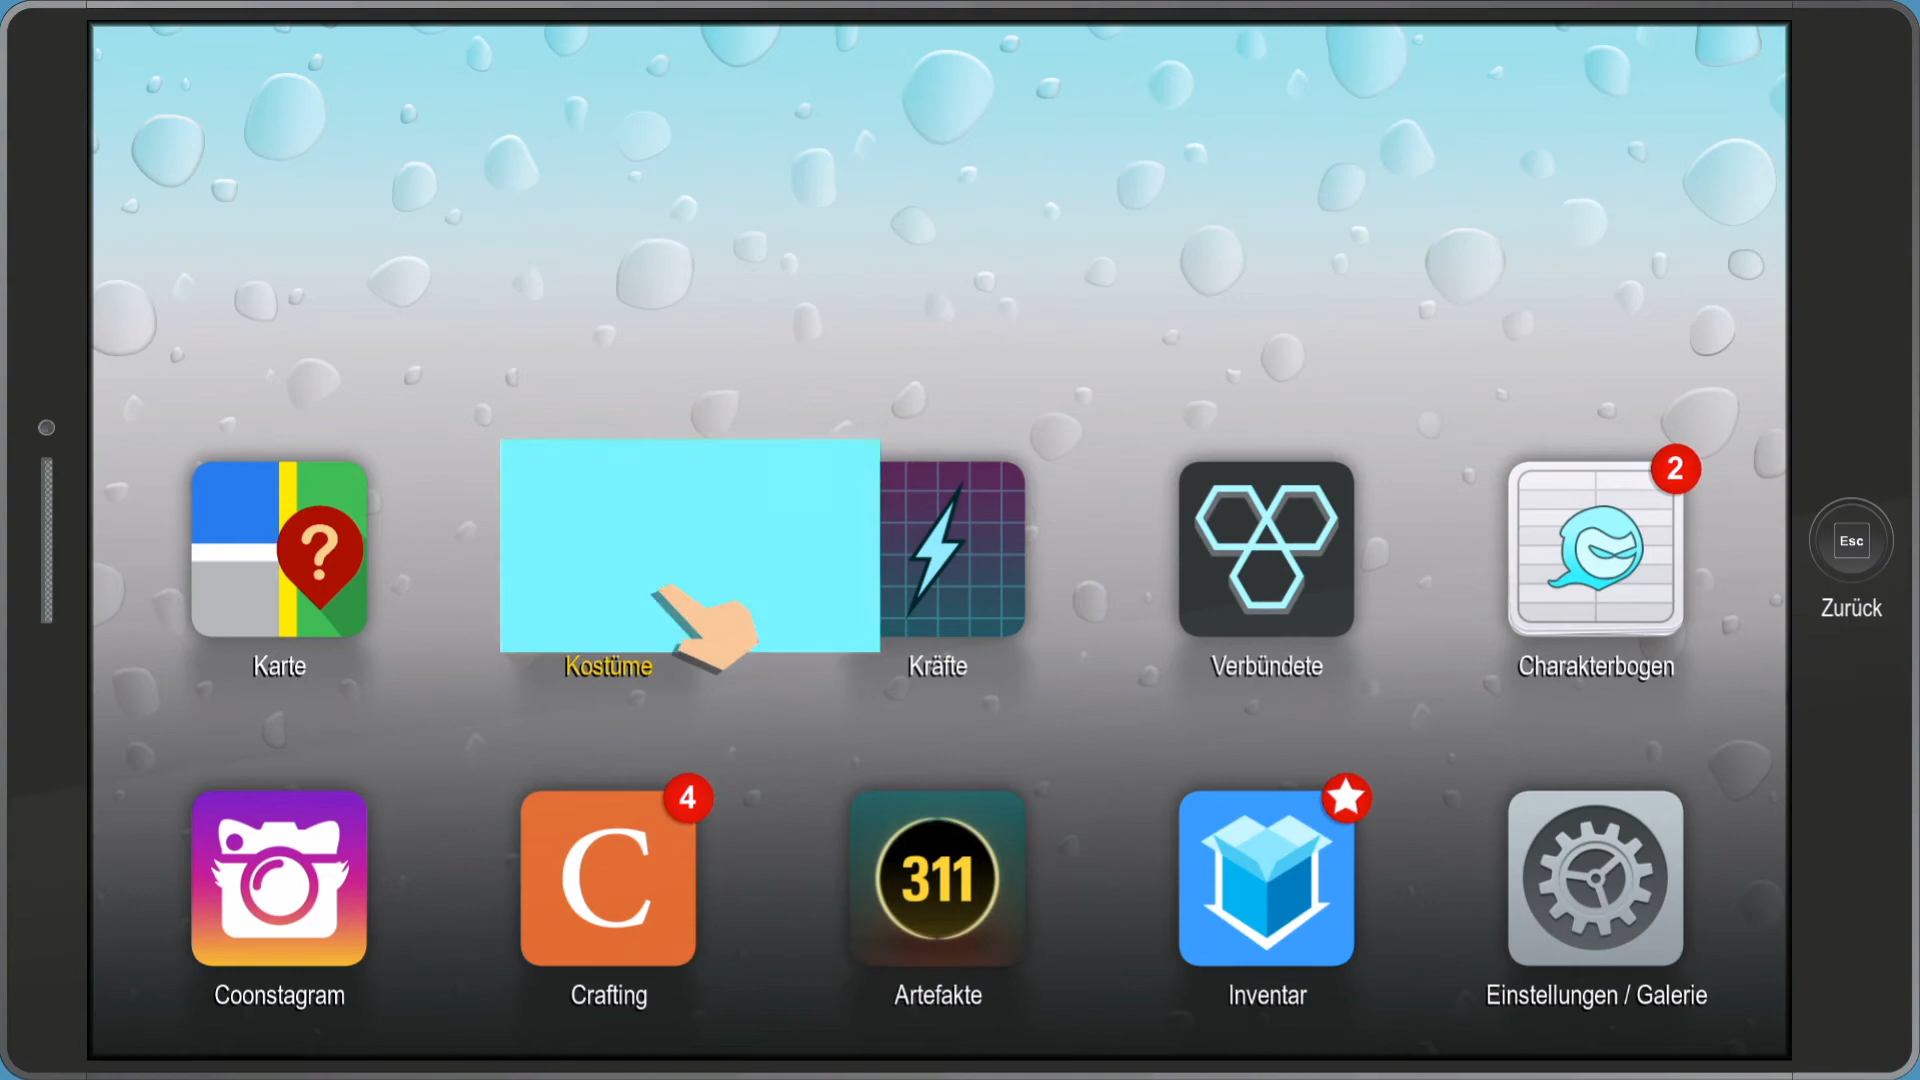 2
?
Esc
Zurück
Karte
Kostüme
Kräfte
Verbündete
Charakterbogen
4
C
311
Coonstagram
Crafting
Artefakte
Inventar
Einstellungen / Galerie